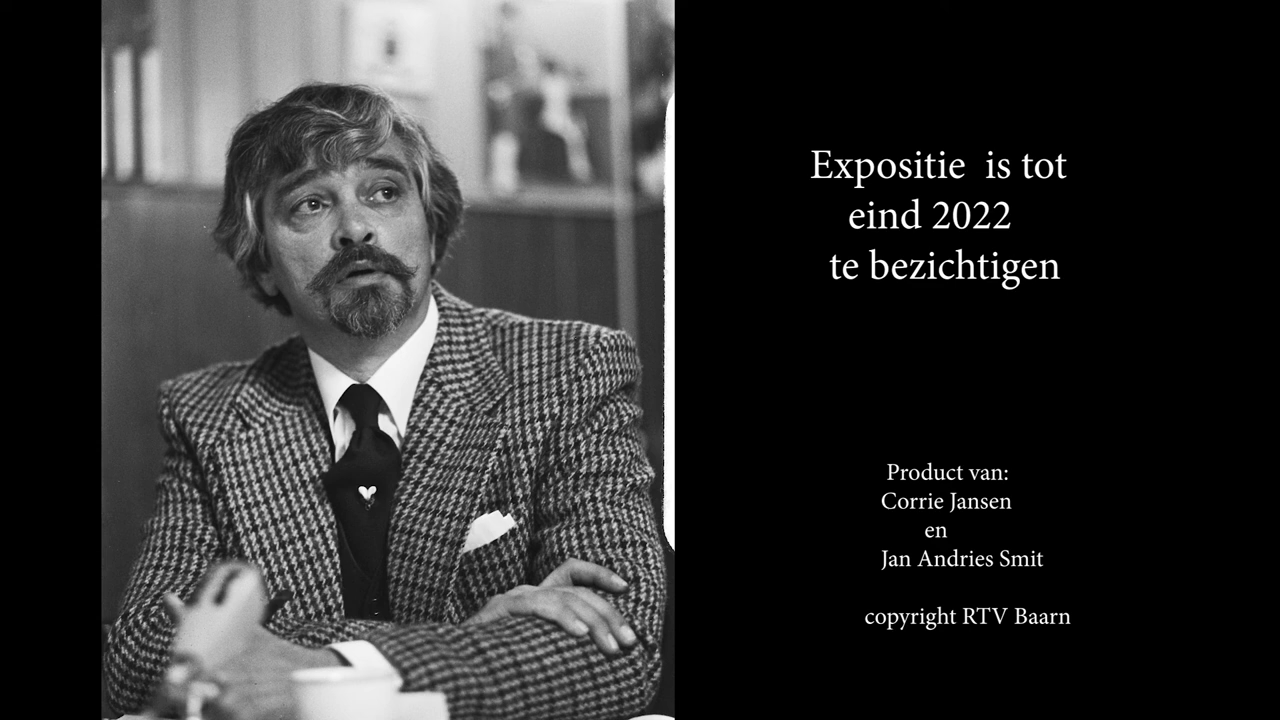 Expositie is tot
eind 2022
te bezichtigen
Product van:
Corrie Jansen
en
Jan Andries Smit
copyright RTV Baarn